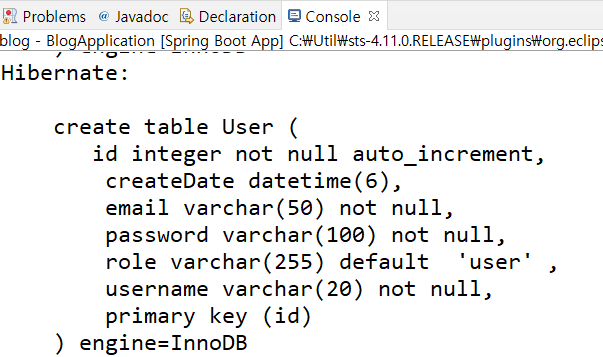 Problems @ Javadoc Declaration Console
blog - BlogApplication [Spring Boot App] C:₩Util₩sts-4.11.0.RELEASE₩plugins₩org.eclips
) engine=InnoDB
Hibernate:
create table User (
id integer not null auto_increment,
createDate datetime(6),
email varchar(50) not null,
password varchar(100) not null,
role varchar(255) default  'user' ,
username varchar(20) not null,
primary key (id)
) engine=InnoDB